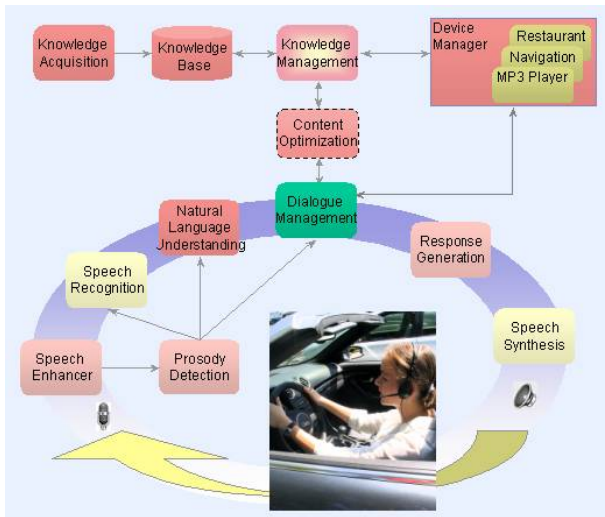 Knowledge
Acquisition
Knowledge
Base
Knowledge
Management
Device
Manager
Restaurant
Navigation
MP3 Player
Content
Optimization
Natural
Language
Understanding
Dialogue
Management
Response
Generation
Speech
Recognition
Speech
Synthesis
Speech
Enhancer
Prosody
Detection